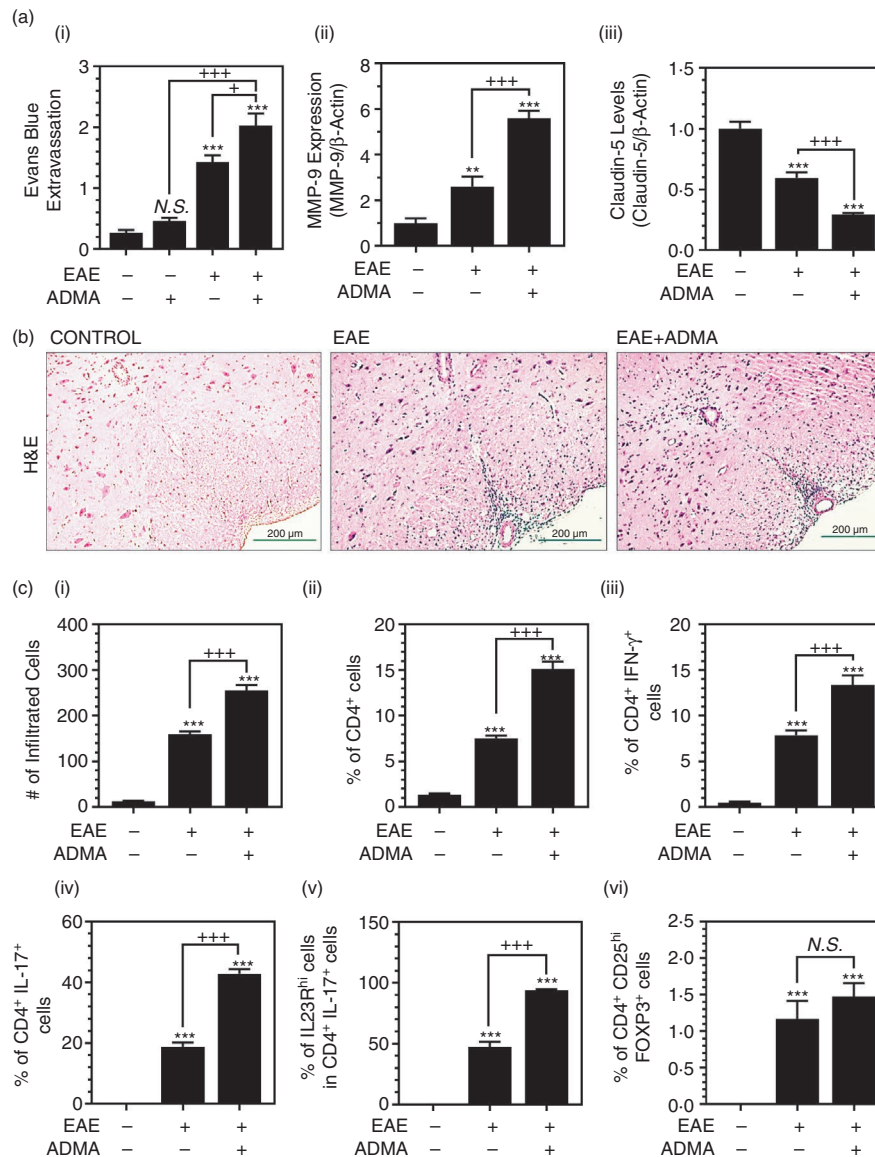 (a)
(i)
Evans Blue
Extravassation
3
2
1
0
N.S.
***
***
+
+++
EAE – – + +
ADMA – + – +
(ii)
MMP-9 Expression
(MMP-9/β-Actin)
8
6
4
2
0
**
***
+++
EAE – + +
ADMA – – +
(iii)
Claudin-5 Levels
(Claudin-5/β-Actin)
1·5
1·0
0·5
0·0
***
***
+++
EAE – + +
ADMA – – +
(b)
CONTROL
EAE
EAE+ADMA
H&E
200 μm
200 μm
200 μm
(c)
(i)
# of Infiltrated Cells
400
300
200
100
0
***
***
+++
EAE – + +
ADMA – – +
(ii)
% of CD4⁺ cells
20
15
10
5
0
***
***
+++
EAE – + +
ADMA – – +
(iii)
% of CD4⁺ IFN-γ⁺
cells
20
15
10
5
0
***
***
+++
EAE – + +
ADMA – – +
(iv)
% of CD4⁺ IL-17⁺
cells
60
40
20
0
***
***
+++
EAE – + +
ADMA – – +
(v)
% of IL23Rʰⁱ cells
in CD4⁺ IL-17⁺ cells
150
100
50
0
***
***
+++
EAE – + +
ADMA – – +
(vi)
% of CD4⁺ CD25ʰⁱ
FOXP3⁺ cells
2·0
1·5
1·0
0·5
0·0
***
***
N.S.
EAE – + +
ADMA – – +